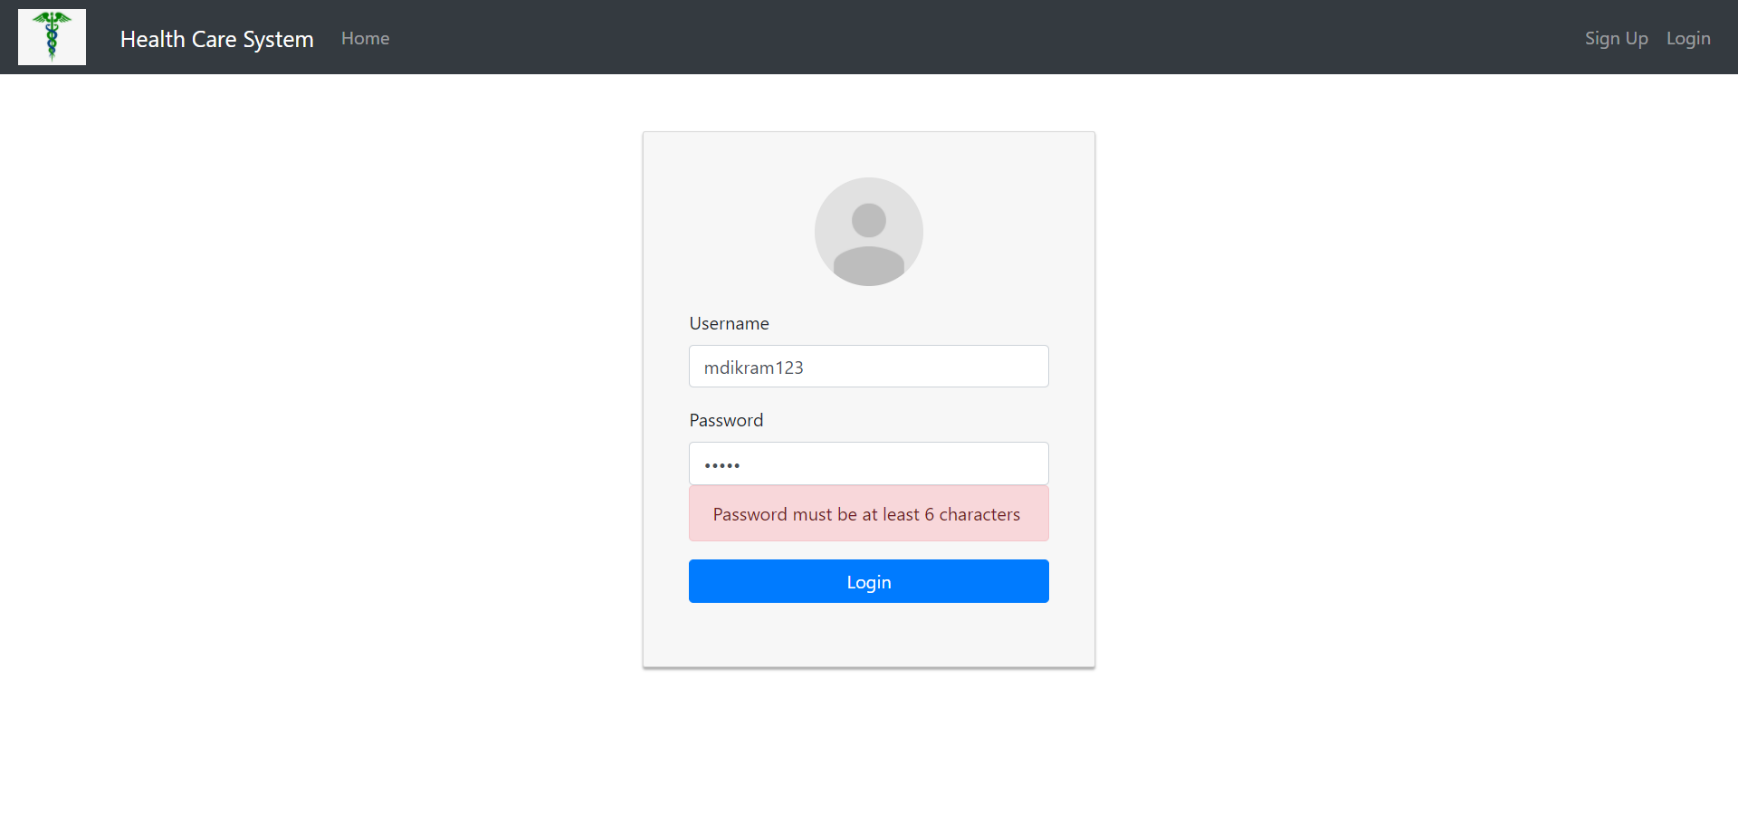 Health Care System Home Sign Up Login
Username
mdikram123
Password
•••••
Password must be at least 6 characters
Login